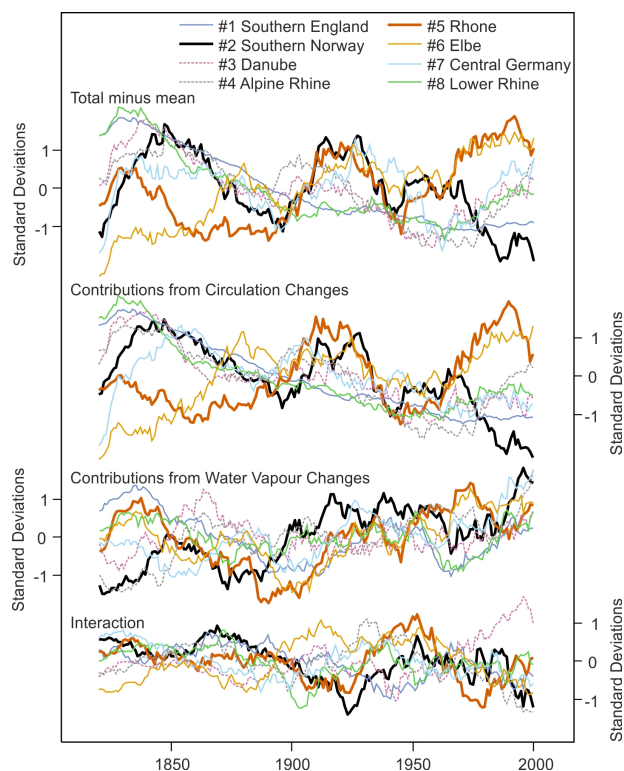 #1 Southern England #5 Rhone
#2 Southern Norway #6 Elbe
#3 Danube #7 Central Germany
#4 Alpine Rhine #8 Lower Rhine
Total minus mean
1
0
-1
Standard Deviations
Contributions from Circulation Changes
1
0
-1
Standard Deviations
Contributions from Water Vapour Changes
1
0
-1
Standard Deviations
Interaction
1
0
-1
Standard Deviations
1850 1900 1950 2000